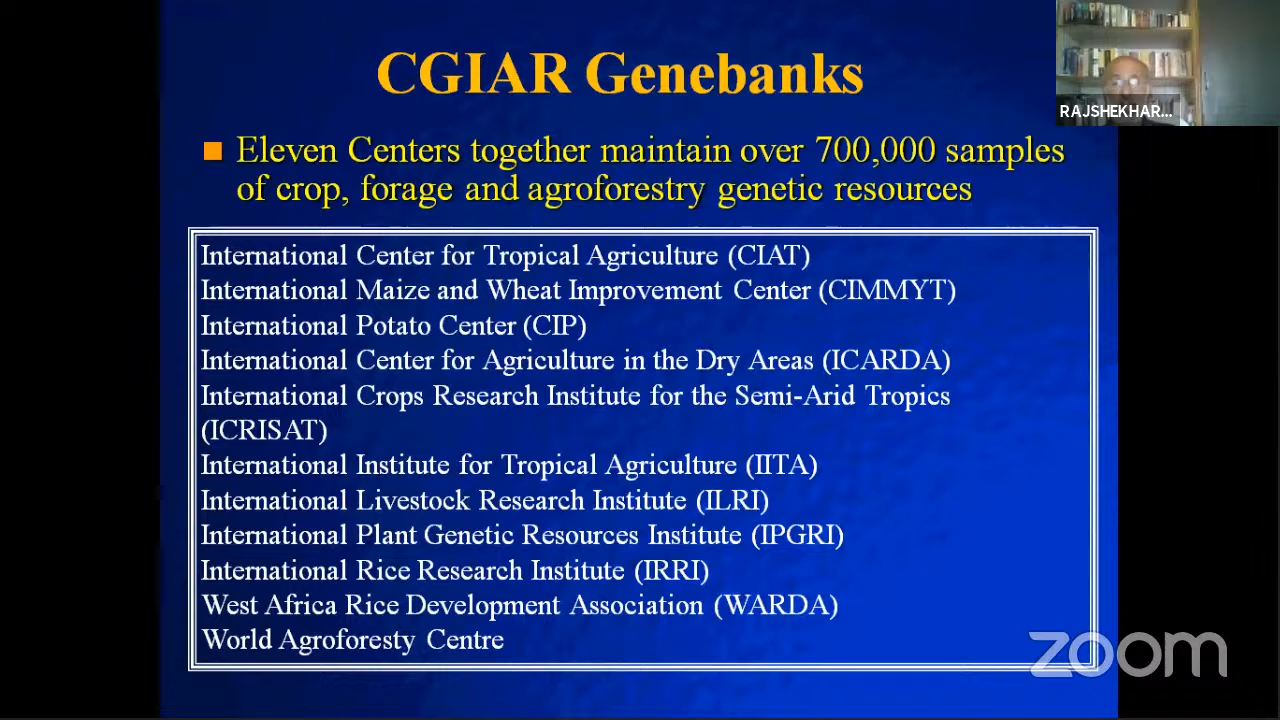 CGIAR Genebanks
RAJSHEKHAR...
Eleven Centers together maintain over 700,000 samples
of crop, forage and agroforestry genetic resources
International Center for Tropical Agriculture (CIAT)
International Maize and Wheat Improvement Center (CIMMYT)
International Potato Center (CIP)
International Center for Agriculture in the Dry Areas (ICARDA)
International Crops Research Institute for the Semi-Arid Tropics
(ICRISAT)
International Institute for Tropical Agriculture (IITA)
International Livestock Research Institute (ILRI)
International Plant Genetic Resources Institute (IPGRI)
International Rice Research Institute (IRRI)
West Africa Rice Development Association (WARDA)
World Agroforesty Centre
zoom